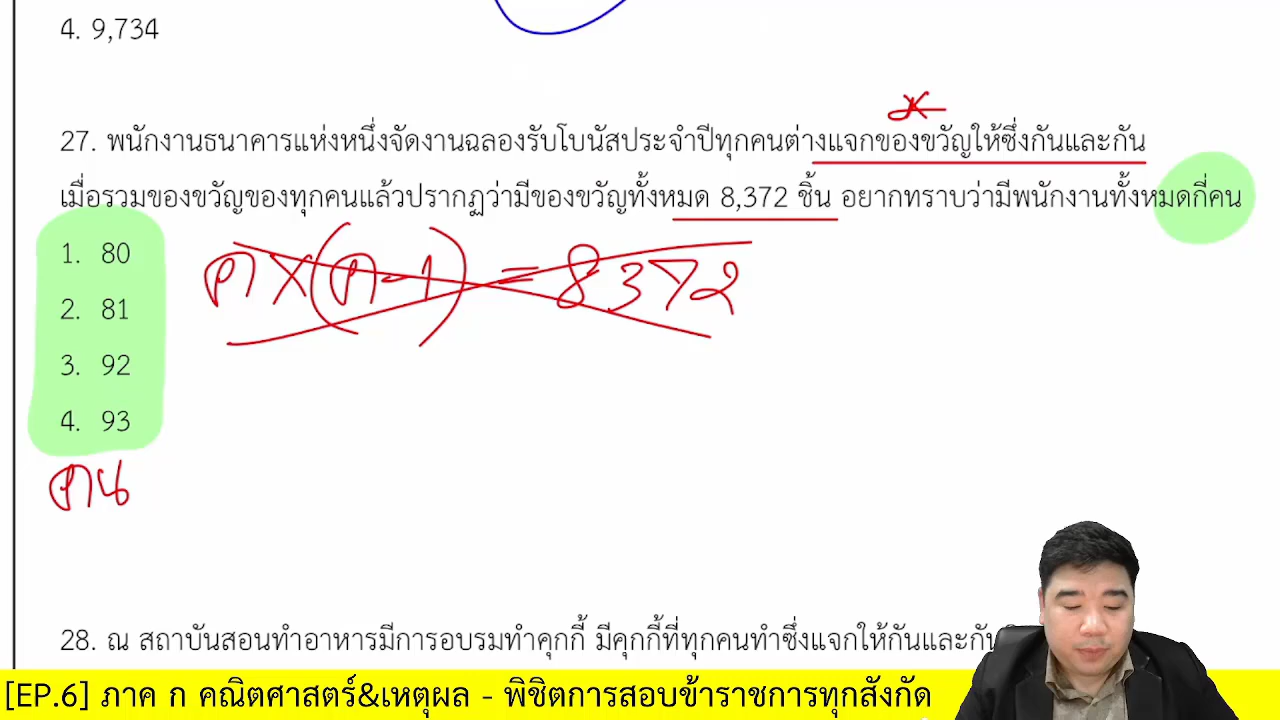 4. 9,734
27. พนักงานธนาคารแห่งหนึ่งจัดงานฉลองรับโบนัสประจำปีทุกคนต่างแจกของขวัญให้ซึ่งกันและกัน
เมื่อรวมของขวัญของทุกคนแล้วปรากฏว่ามีของขวัญทั้งหมด 8,372 ชิ้น อยากทราบว่ามีพนักงานทั้งหมดกี่คน
1. 80
2. 81
3. 92
4. 93
ค×(ค-1) = 8372
คน
28. ณ สถาบันสอนทำอาหารมีการอบรมทำคุกกี้ มีคุกกี้ที่ทุกคนทำซึ่งแจกให้กันและกัน
[EP.6] ภาค ก คณิตศาสตร์&เหตุผล - พิชิตการสอบข้าราชการทุกสังกัด